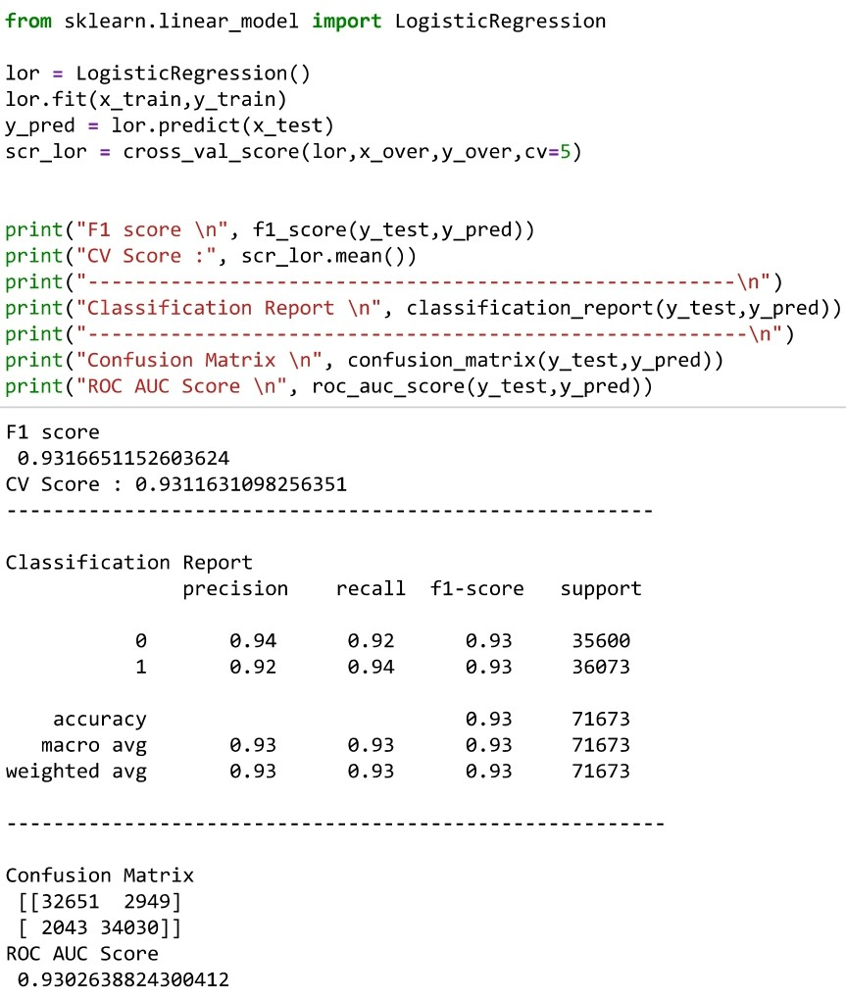 from sklearn.linear_model import LogisticRegression
lor = LogisticRegression()
lor.fit(x_train,y_train)
y_pred = lor.predict(x_test)
scr_lor = cross_val_score(lor,x_over,y_over,cv=5)
print("F1 score \n", f1_score(y_test,y_pred))
print("CV Score :", scr_lor.mean())
print("-------------------------------------------------------\n")
print("Classification Report \n", classification_report(y_test,y_pred))
print("--------------------------------------------------------\n")
print("Confusion Matrix \n", confusion_matrix(y_test,y_pred))
print("ROC AUC Score \n", roc_auc_score(y_test,y_pred))
F1 score
 0.9316651152603624
CV Score : 0.9311631098256351
-------------------------------------------------------
Classification Report
               precision    recall  f1-score   support
           0       0.94      0.92      0.93     35600
           1       0.92      0.94      0.93     36073
    accuracy                           0.93     71673
   macro avg       0.93      0.93      0.93     71673
weighted avg       0.93      0.93      0.93     71673
--------------------------------------------------------
Confusion Matrix
 [[32651  2949]
 [ 2043 34030]]
ROC AUC Score
 0.9302638824300412